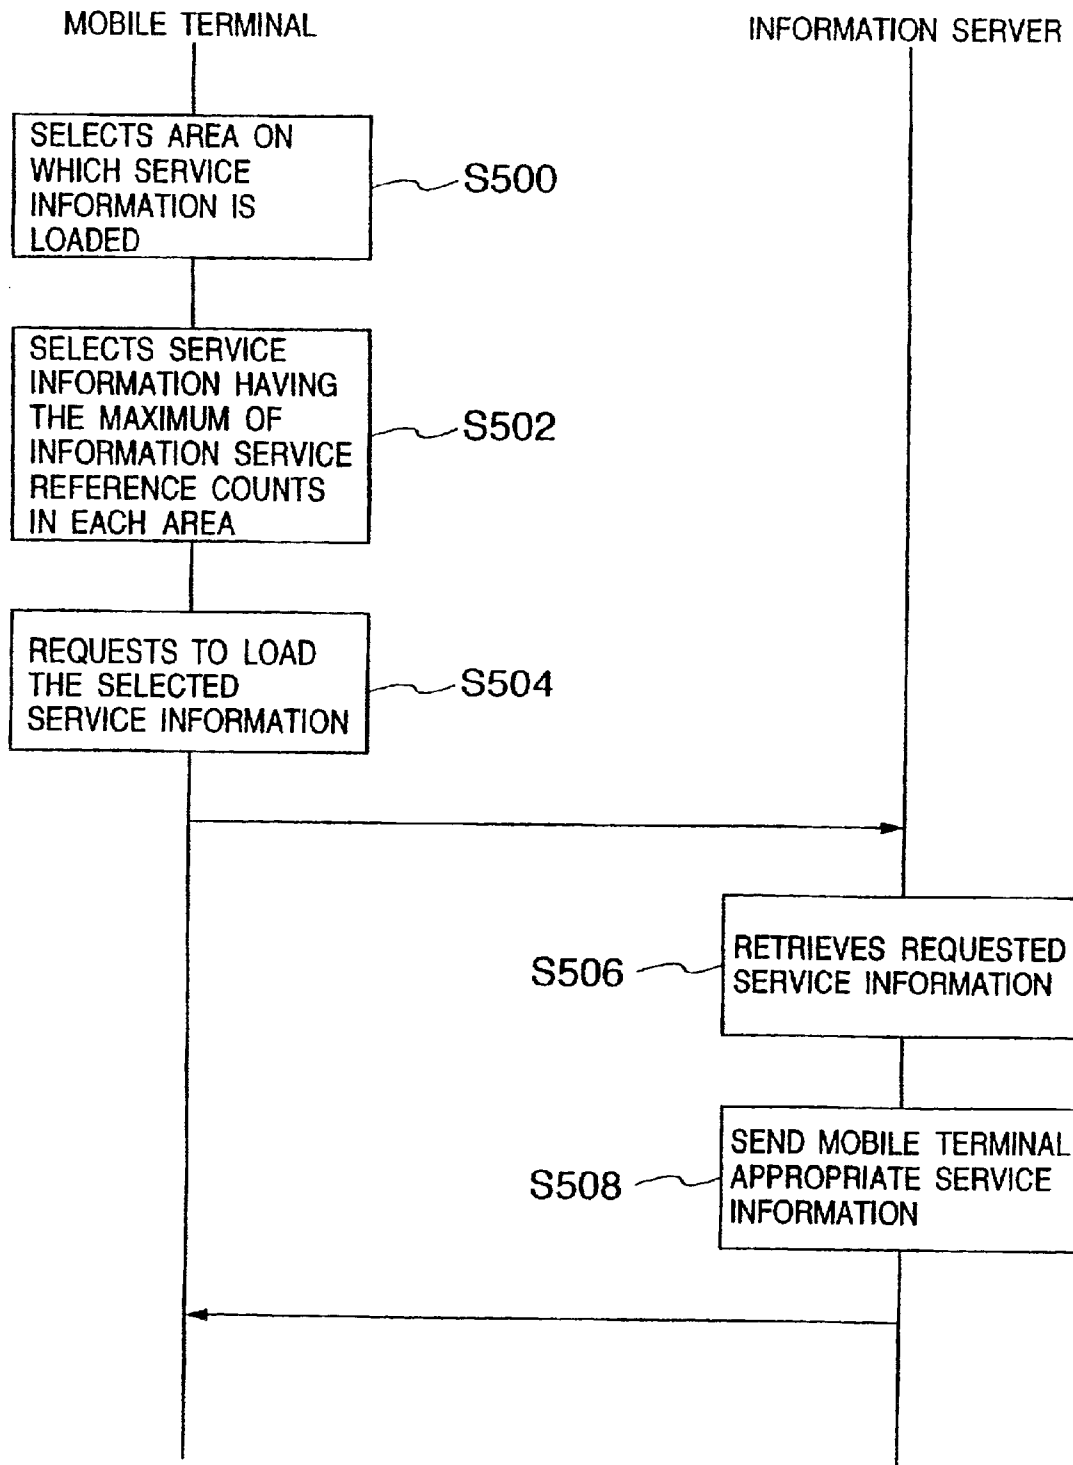 MOBILE TERMINAL
INFORMATION SERVER
SELECTS AREA ON
WHICH SERVICE
INFORMATION IS
LOADED
S500
SELECTS SERVICE
INFORMATION HAVING
THE MAXIMUM OF
INFORMATION SERVICE
REFERENCE COUNTS
IN EACH AREA
S502
REQUESTS TO LOAD
THE SELECTED
SERVICE INFORMATION
S504
S506
RETRIEVES REQUESTED
SERVICE INFORMATION
S508
SEND MOBILE TERMINAL
APPROPRIATE SERVICE
INFORMATION